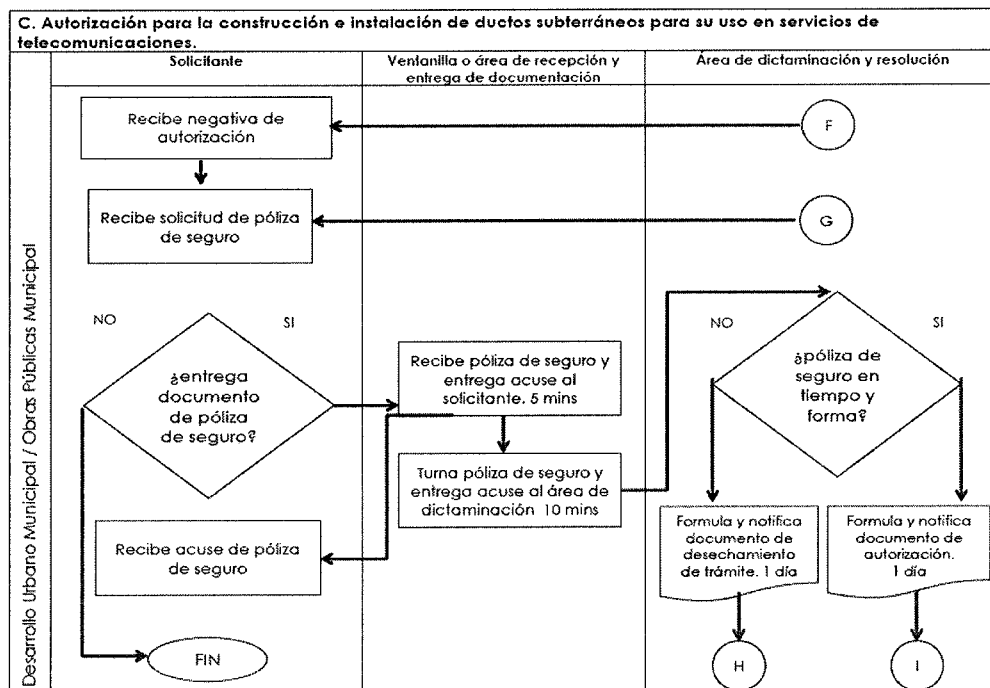 C. Autorización para la construcción e instalación de ductos subterráneos para su uso en servicios de
telecomunicaciones.
Solicitante
Ventanilla o área de recepción y
entrega de documentación
Área de dictaminación y resolución
Desarrollo Urbano Municipal / Obras Públicas Municipal
Recibe negativa de
autorización
F
Recibe solicitud de póliza
de seguro
G
NO
SI
¿entrega
documento
de póliza
de seguro?
Recibe póliza de seguro y
entrega acuse al
solicitante. 5 mins
NO
SI
¿póliza de
seguro en
tiempo y
forma?
Turna póliza de seguro y
entrega acuse al área de
dictaminación 10 mins
Recibe acuse de póliza
de seguro
Formula y notifica
documento de
desechamiento
de trámite. 1 día
Formula y notifica
documento de
autorización.
1 día
FIN
H
I